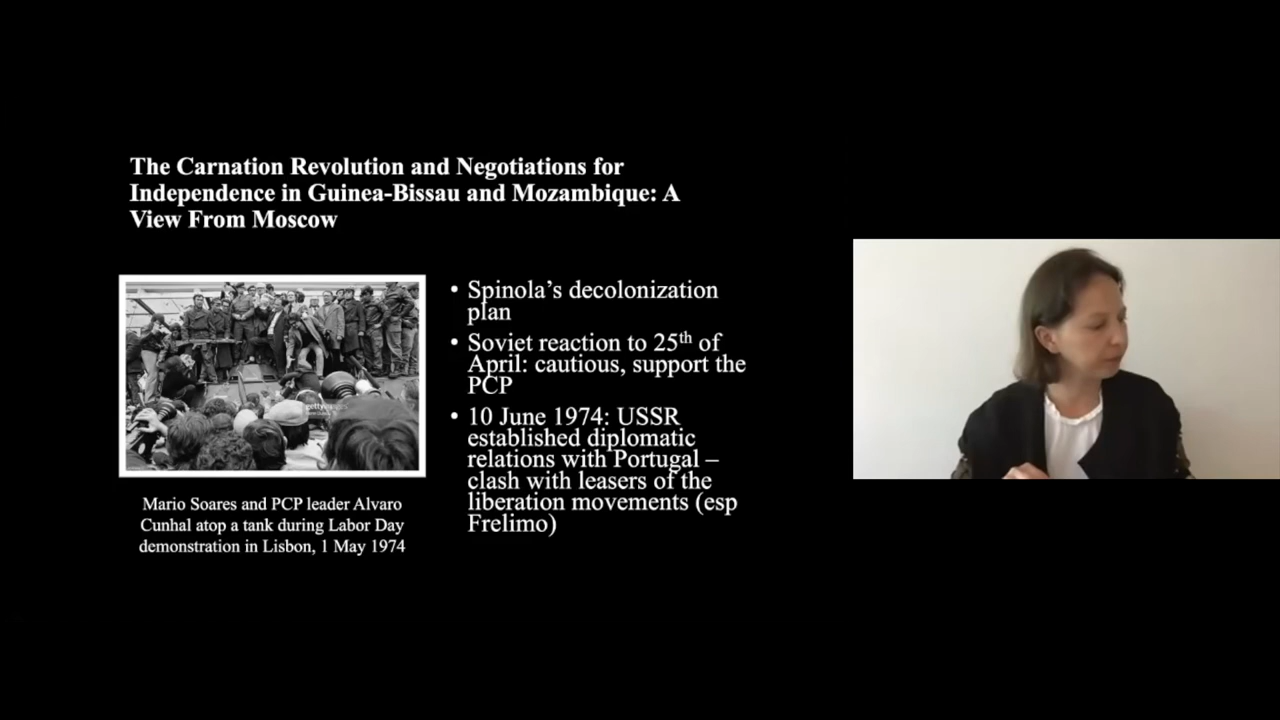 The Carnation Revolution and Negotiations for
Independence in Guinea-Bissau and Mozambique: A
View From Moscow
gettyimages
Mario Soares and PCP leader Alvaro
Cunhal atop a tank during Labor Day
demonstration in Lisbon, 1 May 1974
• Spinola’s decolonization
plan
• Soviet reaction to 25th of
April: cautious, support the
PCP
• 10 June 1974: USSR
established diplomatic
relations with Portugal –
clash with leasers of the
liberation movements (esp
Frelimo)